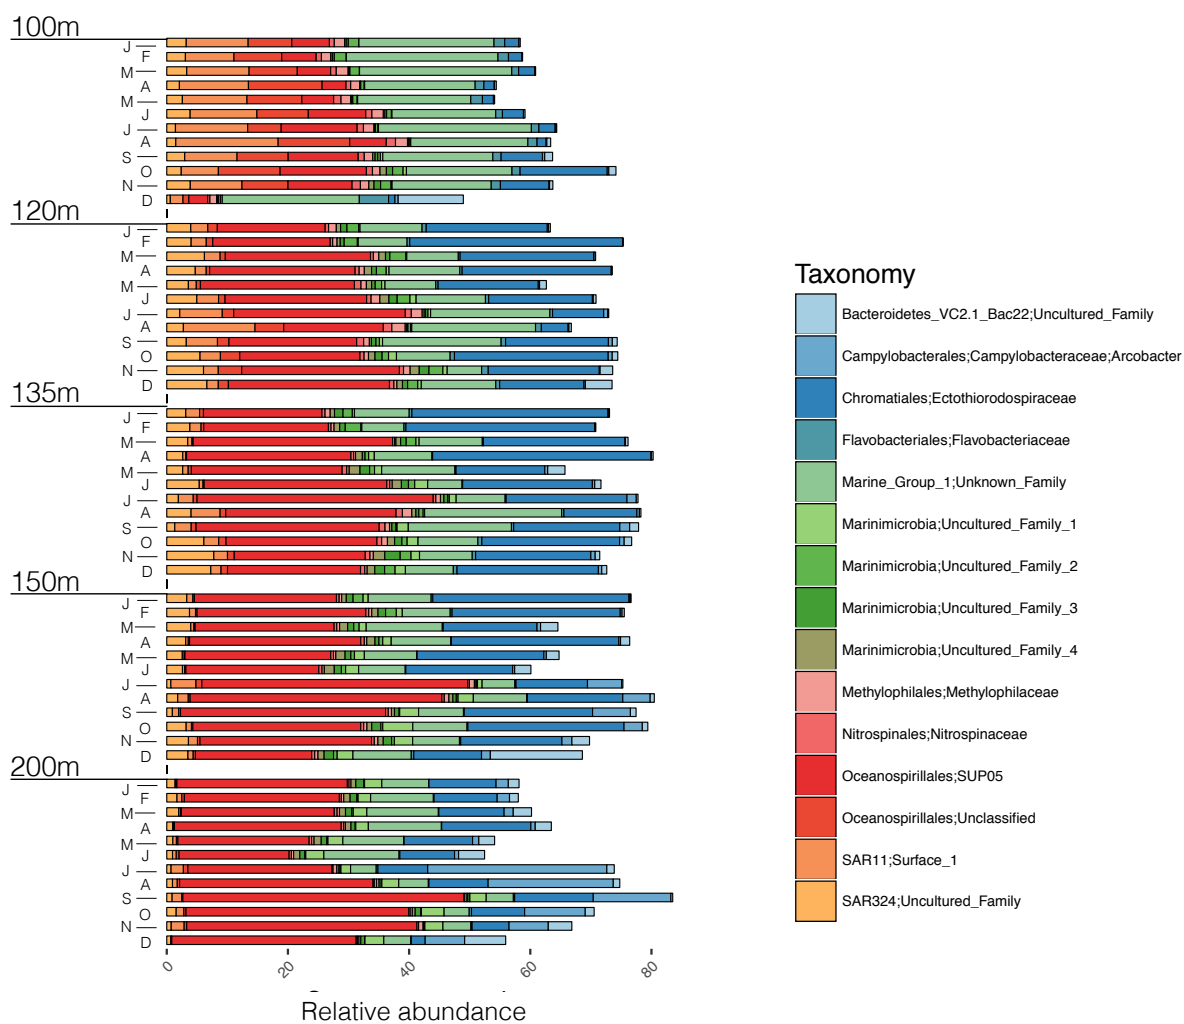 100m
J
F
M
A
M
J
J
A
S
O
N
D
120m
J
F
M
A
M
J
J
A
S
O
N
D
135m
J
F
M
A
M
J
J
A
S
O
N
D
150m
J
F
M
A
M
J
J
A
S
O
N
D
200m
J
F
M
A
M
J
J
A
S
O
N
D
0 20 40 60 80
Relative abundance
Taxonomy
Bacteroidetes_VC2.1_Bac22;Uncultured_Family
Campylobacterales;Campylobacteraceae;Arcobacter
Chromatiales;Ectothiorodospiraceae
Flavobacteriales;Flavobacteriaceae
Marine_Group_1;Unknown_Family
Marinimicrobia;Uncultured_Family_1
Marinimicrobia;Uncultured_Family_2
Marinimicrobia;Uncultured_Family_3
Marinimicrobia;Uncultured_Family_4
Methylophilales;Methylophilaceae
Nitrospinales;Nitrospinaceae
Oceanospirillales;SUP05
Oceanospirillales;Unclassified
SAR11;Surface_1
SAR324;Uncultured_Family